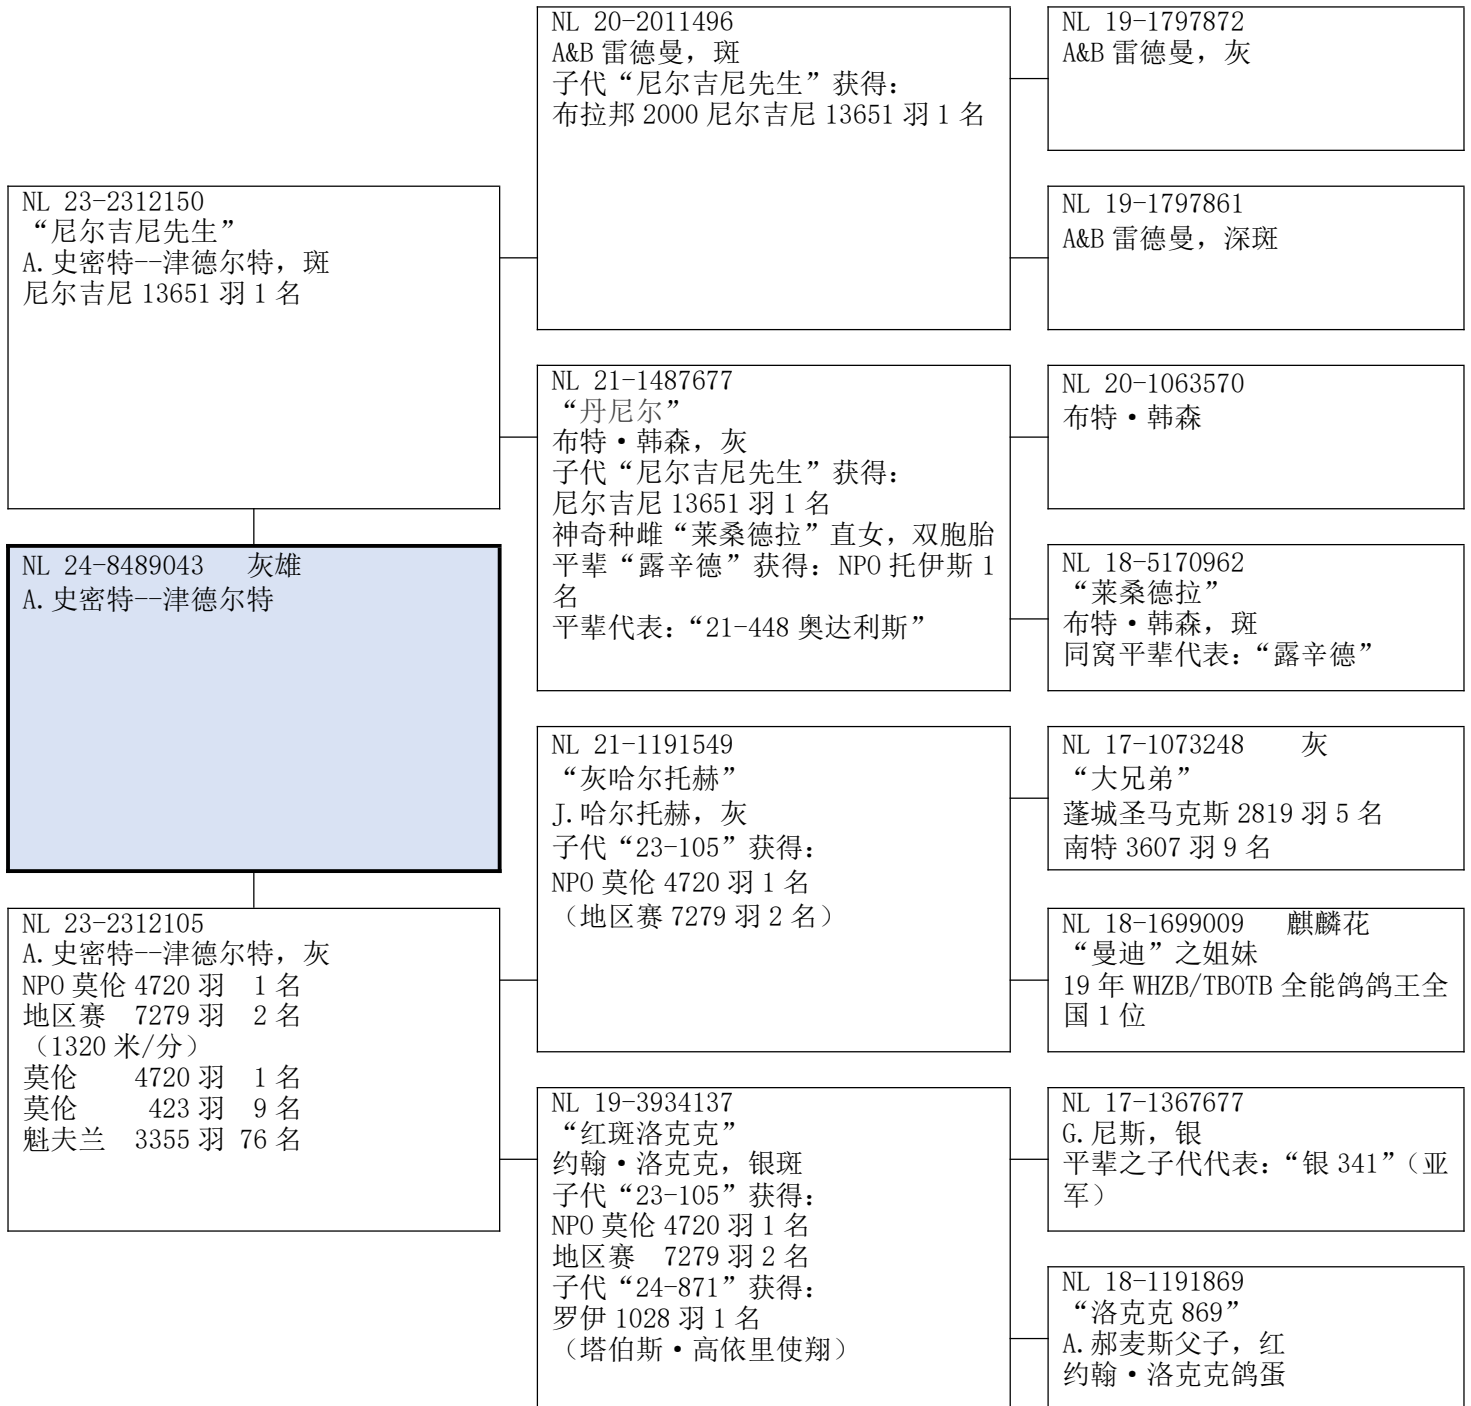 NL 20-2011496
A&B 雷德曼，斑
子代“尼尔吉尼先生”获得：
布拉邦 2000 尼尔吉尼 13651 羽 1 名
NL 19-1797872
A&B 雷德曼，灰
NL 23-2312150
“尼尔吉尼先生”
A.史密特--津德尔特，斑
尼尔吉尼 13651 羽 1 名
NL 19-1797861
A&B 雷德曼，深斑
NL 21-1487677
“丹尼尔”
布特·韩森，灰
子代“尼尔吉尼先生”获得：
尼尔吉尼 13651 羽 1 名
神奇种雌“莱桑德拉”直女，双胞胎
平辈“露辛德”获得：NPO 托伊斯 1
名
平辈代表：“21-448 奥达利斯”
NL 20-1063570
布特·韩森
NL 24-8489043 灰雄
A.史密特--津德尔特
NL 18-5170962
“莱桑德拉”
布特·韩森，斑
同窝平辈代表：“露辛德”
NL 21-1191549
“灰哈尔托赫”
J.哈尔托赫，灰
子代“23-105”获得：
NPO 莫伦 4720 羽 1 名
（地区赛 7279 羽 2 名）
NL 17-1073248 灰
“大兄弟”
蓬城圣马克斯 2819 羽 5 名
南特 3607 羽 9 名
NL 23-2312105
A.史密特--津德尔特，灰
NPO 莫伦 4720 羽 1 名
地区赛 7279 羽 2 名
（1320 米/分）
莫伦 4720 羽 1 名
莫伦 423 羽 9 名
魁夫兰 3355 羽 76 名
NL 18-1699009 麒麟花
“曼迪”之姐妹
19 年 WHZB/TBOTB 全能鸽鸽王全
国 1 位
NL 19-3934137
“红斑洛克克”
约翰·洛克克，银斑
子代“23-105”获得：
NPO 莫伦 4720 羽 1 名
地区赛 7279 羽 2 名
子代“24-871”获得：
罗伊 1028 羽 1 名
（塔伯斯·高依里使翔）
NL 17-1367677
G.尼斯，银
平辈之子代代表：“银 341”（亚
军）
NL 18-1191869
“洛克克 869”
A.郝麦斯父子，红
约翰·洛克克鸽蛋